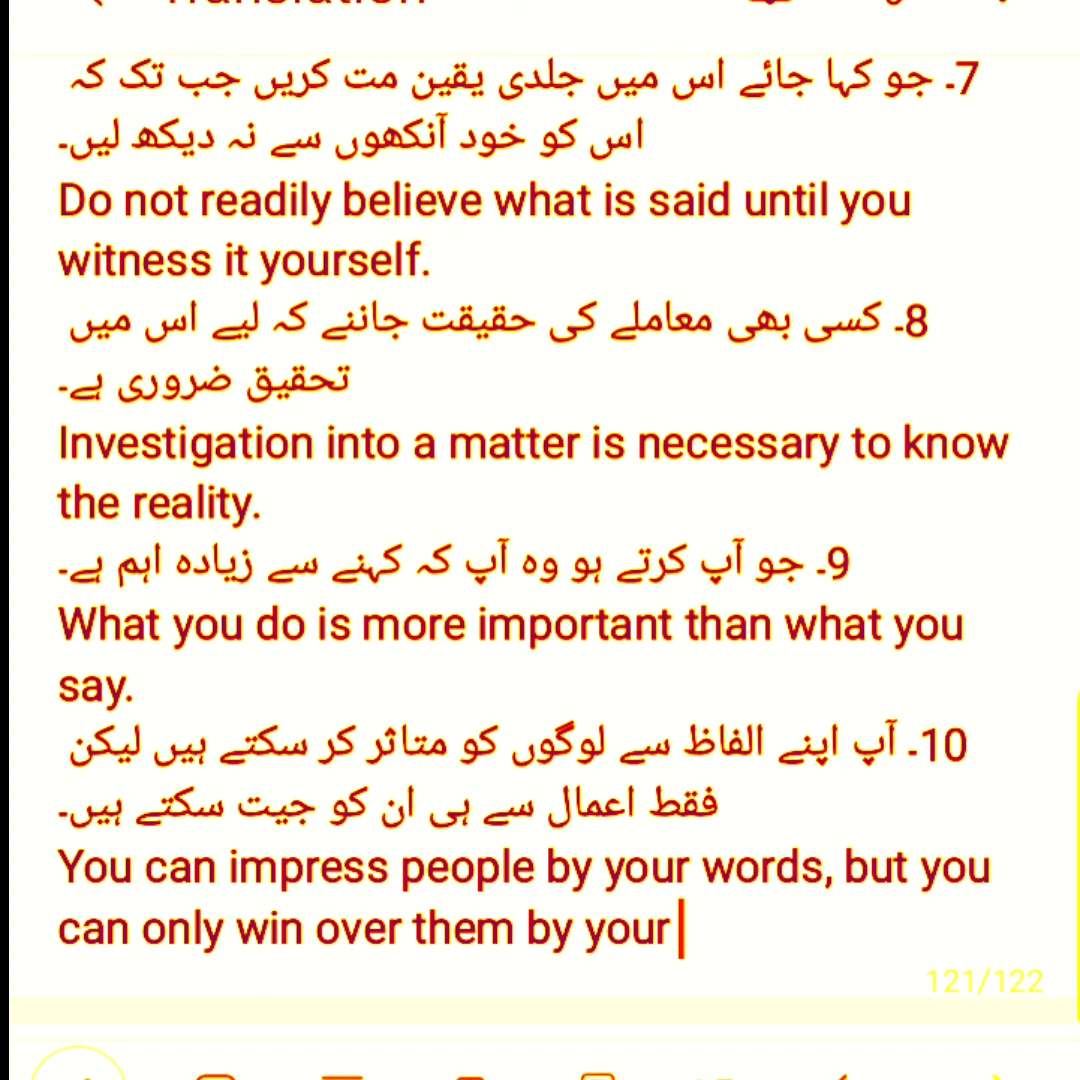 7۔ جو کہا جائے اس میں جلدی یقین مت کریں جب تک کہ
اس کو خود آنکھوں سے نہ دیکھ لیں۔
Do not readily believe what is said until you
witness it yourself.
8۔ کسی بھی معاملے کی حقیقت جاننے کہ لیے اس میں
تحقیق ضروری ہے۔
Investigation into a matter is necessary to know
the reality.
9۔ جو آپ کرتے ہو وہ آپ کہ کہنے سے زیادہ اہم ہے۔
What you do is more important than what you
say.
10۔ آپ اپنے الفاظ سے لوگوں کو متاثر کر سکتے ہیں لیکن
فقط اعمال سے ہی ان کو جیت سکتے ہیں۔
You can impress people by your words, but you
can only win over them by your
121/122